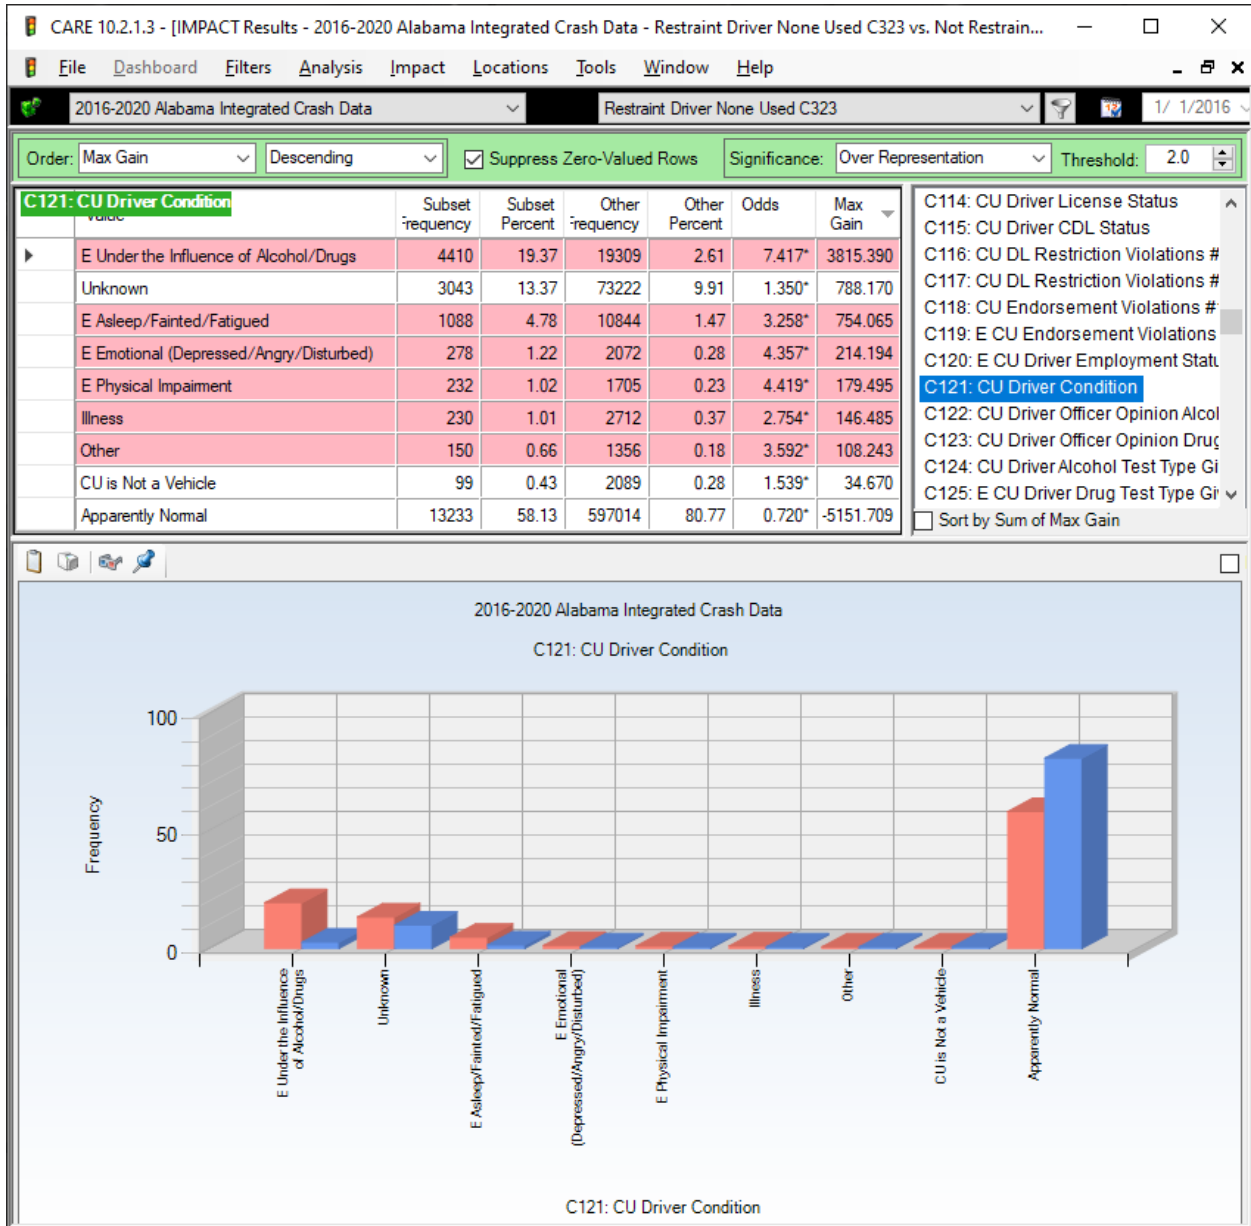 CARE 10.2.1.3 - [IMPACT Results - 2016-2020 Alabama Integrated Crash Data - Restraint Driver None Used C323 vs. Not Restrain...
File Dashboard Filters Analysis Impact Locations Tools Window Help
2016-2020 Alabama Integrated Crash Data Restraint Driver None Used C323 1/ 1/2016
Order: Max Gain Descending Suppress Zero-Valued Rows Significance: Over Representation Threshold: 2.0
C121: CU Driver Condition Subset Frequency Subset Percent Other Frequency Other Percent Odds Max Gain
E Under the Influence of Alcohol/Drugs 4410 19.37 19309 2.61 7.417* 3815.390
Unknown 3043 13.37 73222 9.91 1.350* 788.170
E Asleep/Fainted/Fatigued 1088 4.78 10844 1.47 3.258* 754.065
E Emotional (Depressed/Angry/Disturbed) 278 1.22 2072 0.28 4.357* 214.194
E Physical Impairment 232 1.02 1705 0.23 4.419* 179.495
Illness 230 1.01 2712 0.37 2.754* 146.485
Other 150 0.66 1356 0.18 3.592* 108.243
CU is Not a Vehicle 99 0.43 2089 0.28 1.539* 34.670
Apparently Normal 13233 58.13 597014 80.77 0.720* -5151.709
C114: CU Driver License Status
C115: CU Driver CDL Status
C116: CU DL Restriction Violations #
C117: CU DL Restriction Violations #
C118: CU Endorsement Violations #
C119: E CU Endorsement Violations
C120: E CU Driver Employment Statu
C121: CU Driver Condition
C122: CU Driver Officer Opinion Alcol
C123: CU Driver Officer Opinion Drug
C124: CU Driver Alcohol Test Type Gi
C125: E CU Driver Drug Test Type Giv
Sort by Sum of Max Gain
2016-2020 Alabama Integrated Crash Data
C121: CU Driver Condition
Frequency
100
50
0
E Under the Influence
of Alcohol/Drugs
Unknown
E Asleep/Fainted/Fatigued
E Emotional
(Depressed/Angry/Disturbed)
E Physical Impairment
Illness
Other
CU is Not a Vehicle
Apparently Normal
C121: CU Driver Condition